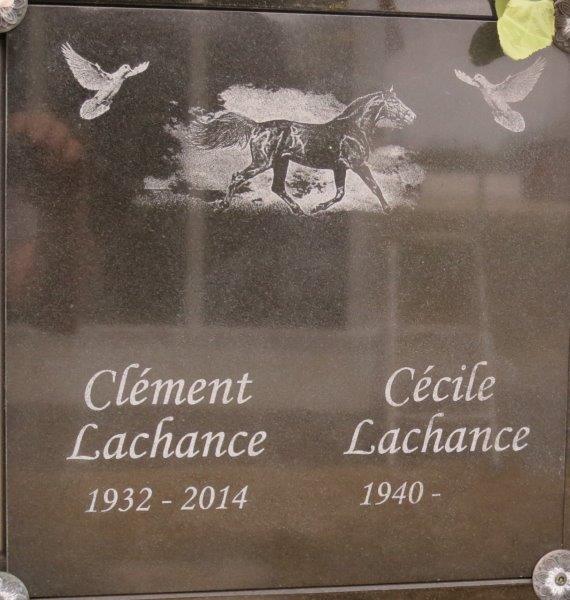 Clément
Lachance
1932 - 2014
Cécile
Lachance
1940 -